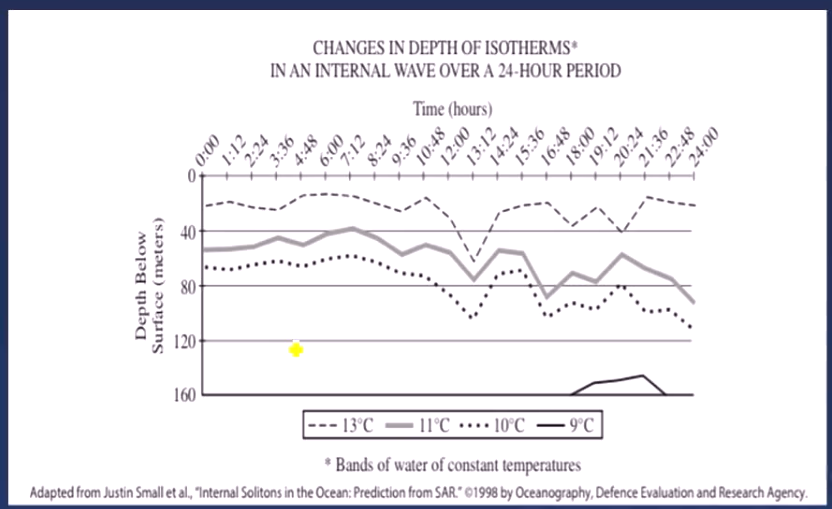 CHANGES IN DEPTH OF ISOTHERMS*
IN AN INTERNAL WAVE OVER A 24-HOUR PERIOD
Time (hours)
0:00 1:12 2:24 3:36 4:48 6:00 7:12 8:24 9:36 10:48 12:00 13:12 14:24 15:36 16:48 18:00 19:12 20:24 21:36 22:48 24:00
Depth Below
Surface (meters)
0
40
80
120
160
13°C 11°C 10°C 9°C
* Bands of water of constant temperatures
Adapted from Justin Small et al., “Internal Solitons in the Ocean: Prediction from SAR.” ©1998 by Oceanography, Defence Evaluation and Research Agency.